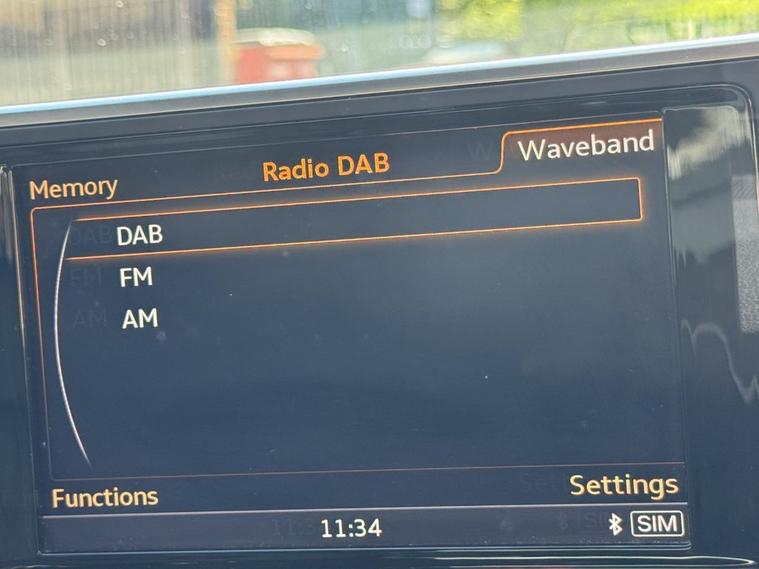 Memory
Radio DAB
Waveband
DAB
FM
AM
Functions
Settings
11:34
SIM